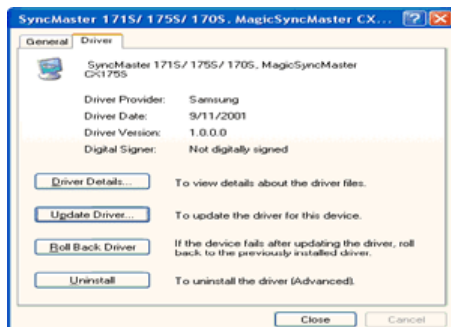 SyncMaster 171S/ 175S/ 170S, MagicSyncMaster CX...
General
Driver
SyncMaster 171S/ 175S/ 170S, MagicSyncMaster
CX175S
Driver Provider: Samsung
Driver Date: 9/11/2001
Driver Version: 1.0.0.0
Digital Signer: Not digitally signed
Driver Details...
To view details about the driver files.
Update Driver...
To update the driver for this device.
Roll Back Driver
If the device fails after updating the driver, roll
back to the previously installed driver.
Uninstall
To uninstall the driver (Advanced).
Close
Cancel